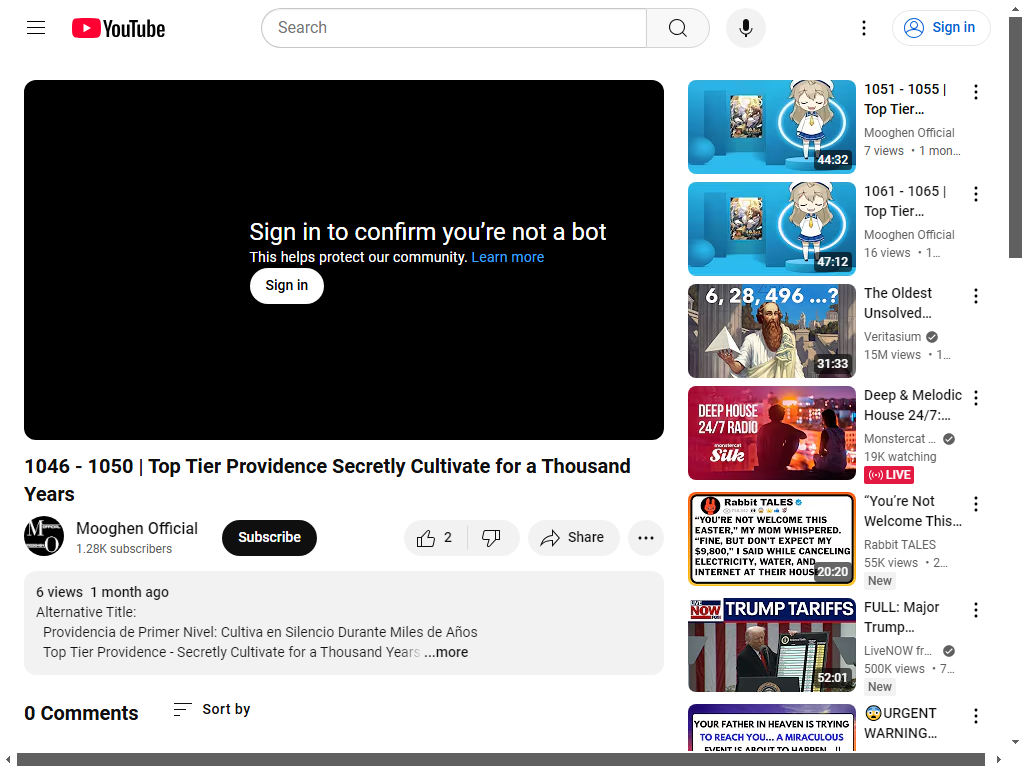 YouTube
Search
Sign in
Sign in to confirm you’re not a bot
This helps protect our community. Learn more
Sign in
1046 - 1050 | Top Tier Providence Secretly Cultivate for a Thousand
Years
Mooghen Official
1.28K subscribers
Subscribe
2
Share
6 views 1 month ago
Alternative Title:
Providencia de Primer Nivel: Cultiva en Silencio Durante Miles de Años
Top Tier Providence - Secretly Cultivate for a Thousand Years ...more
0 Comments
Sort by
44:32
1051 - 1055 |
Top Tier…
Mooghen Official
7 views • 1 mon…
47:12
1061 - 1065 |
Top Tier…
Mooghen Official
16 views • 1…
6, 28, 496 ...?
31:33
The Oldest
Unsolved…
Veritasium
15M views • 1…
DEEP HOUSE
24/7 RADIO
monstercat
Silk
Deep & Melodic
House 24/7:…
Monstercat …
19K watching
LIVE
Rabbit TALES
“YOU’RE NOT WELCOME THIS
EASTER,” MY MOM WHISPERED.
“FINE, BUT DON’T EXPECT MY
$9,800,” I SAID WHILE CANCELING
ELECTRICITY, WATER, AND
INTERNET AT THEIR HOUS
20:20
“You’re Not
Welcome This…
Rabbit TALES
55K views • 2…
New
LIVE
NOW
FOX
TRUMP TARIFFS
52:01
FULL: Major
Trump…
LiveNOW fr…
500K views • 7…
New
YOUR FATHER IN HEAVEN IS TRYING
TO REACH YOU... A MIRACULOUS
EVENT IS ABOUT TO HAPPEN...!!
😨URGENT
WARNING…